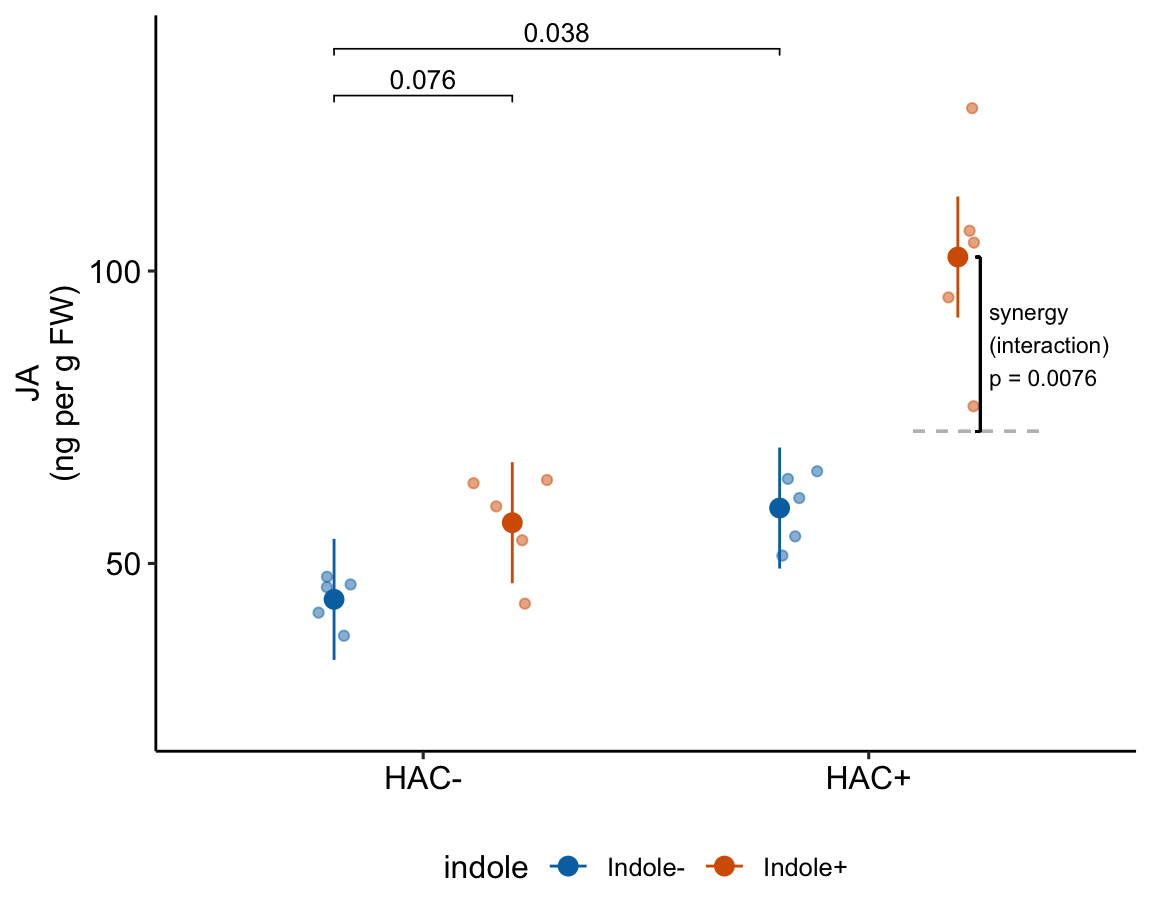 0.038
0.076
100
50
JA
(ng per g FW)
synergy
(interaction)
p = 0.0076
HAC-
HAC+
indole
Indole-
Indole+